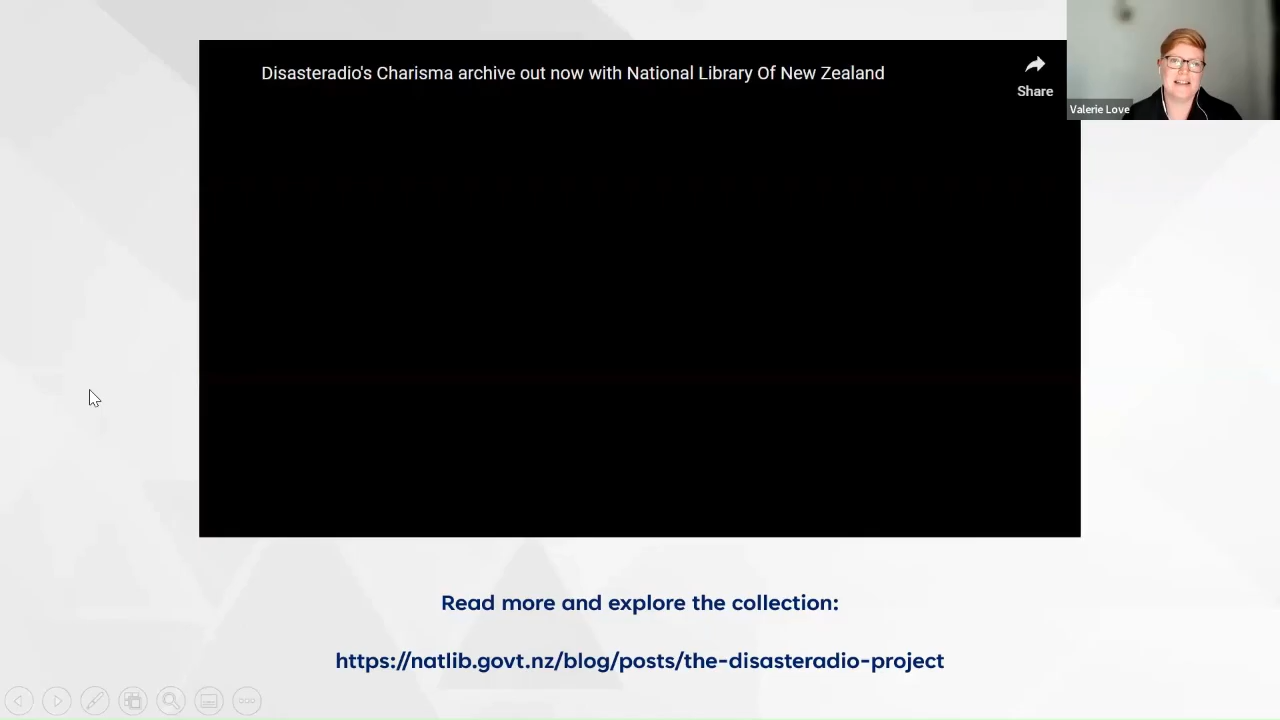 Disasteradio's Charisma archive out now with National Library Of New Zealand
Share
Valerie Love
Read more and explore the collection:
https://natlib.govt.nz/blog/posts/the-disasteradio-project